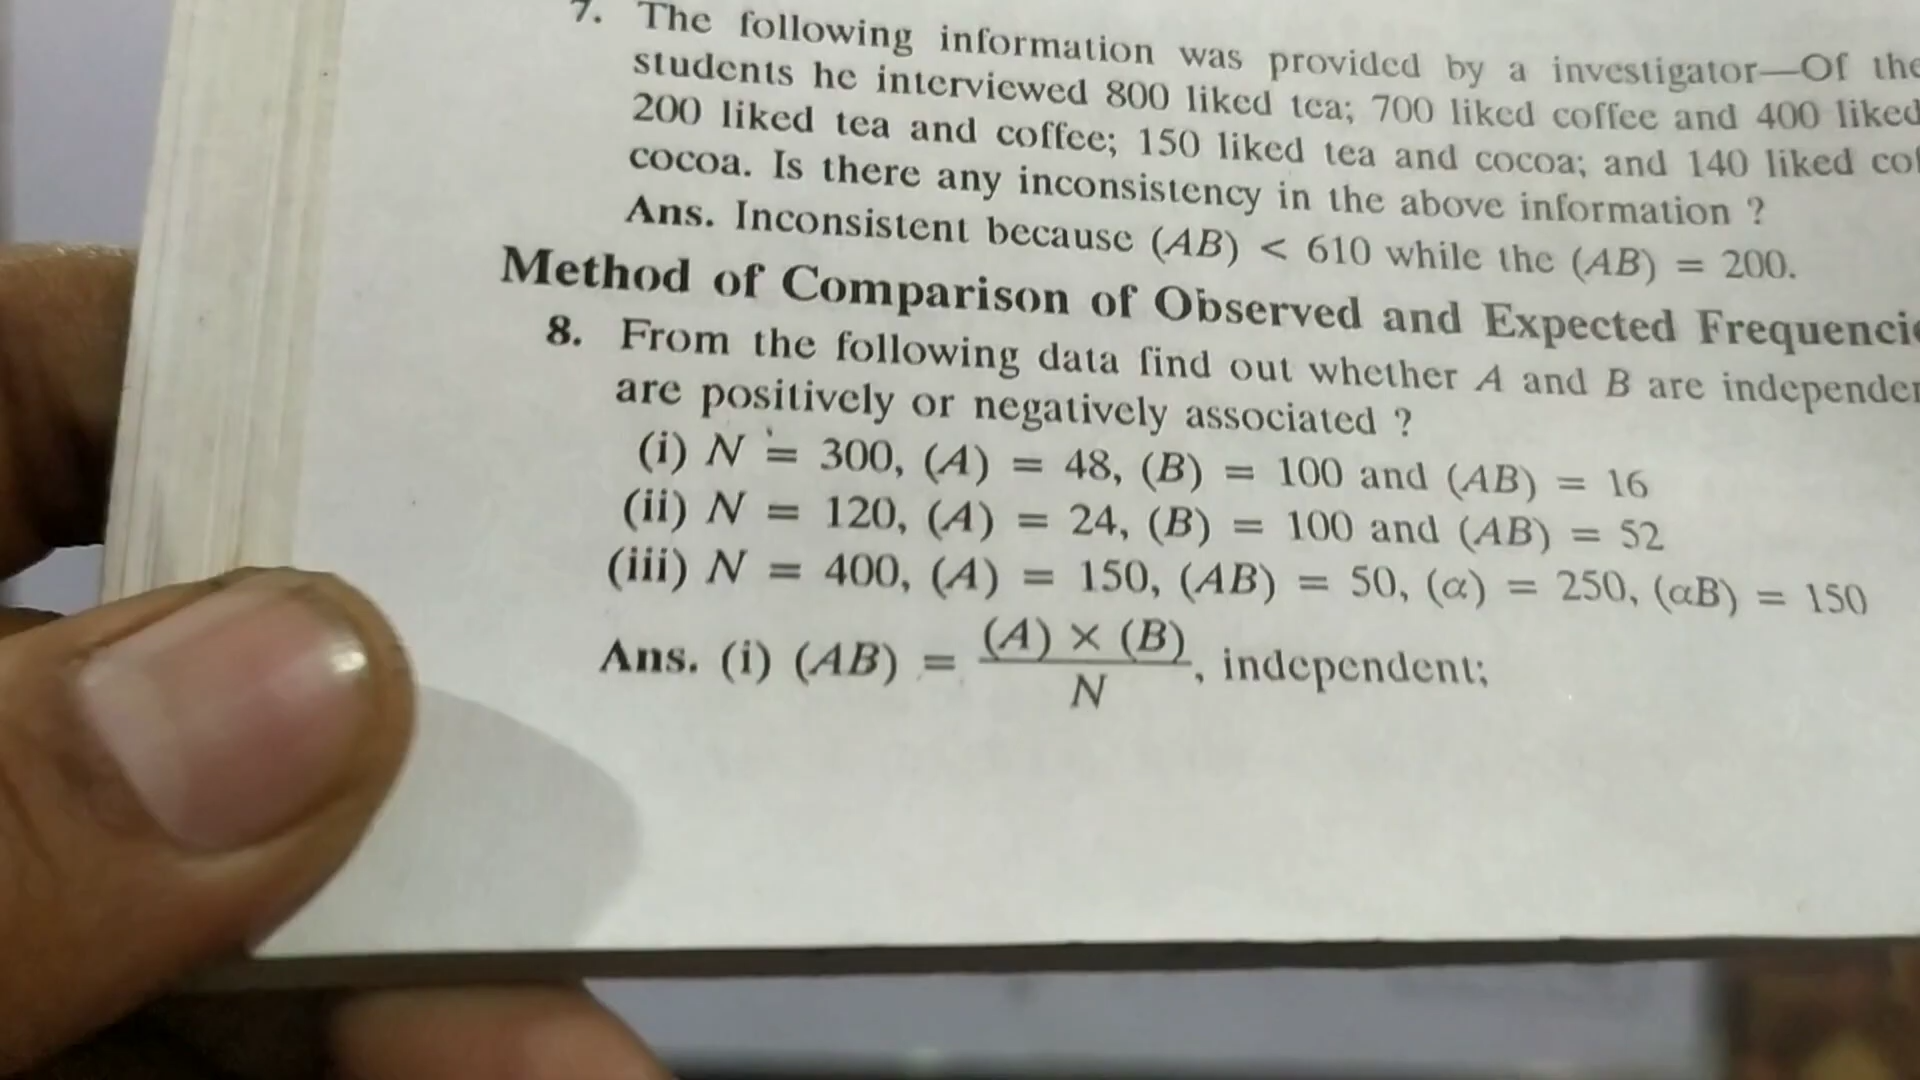 7. The following information was provided by a investigator—Of the
students he interviewed 800 liked tea; 700 liked coffee and 400 liked
200 liked tea and coffee; 150 liked tea and cocoa; and 140 liked
cocoa. Is there any inconsistency in the above information ?
Ans. Inconsistent because (AB) < 610 while the (AB) = 200.
Method of Comparison of Observed and Expected
8. From the following data find out whether A and B are
are positively or negatively associated ?
(i) N = 300, (A) = 48, (B) = 100 and (AB) = 16
(ii) N = 120, (A) = 24, (B) = 100 and (AB) = 52
(iii) N = 400, (A) = 150, (AB) = 50, (α) = 250, (αB) = 150
Ans. (i) (AB) = (A) × (B) / N, independent;